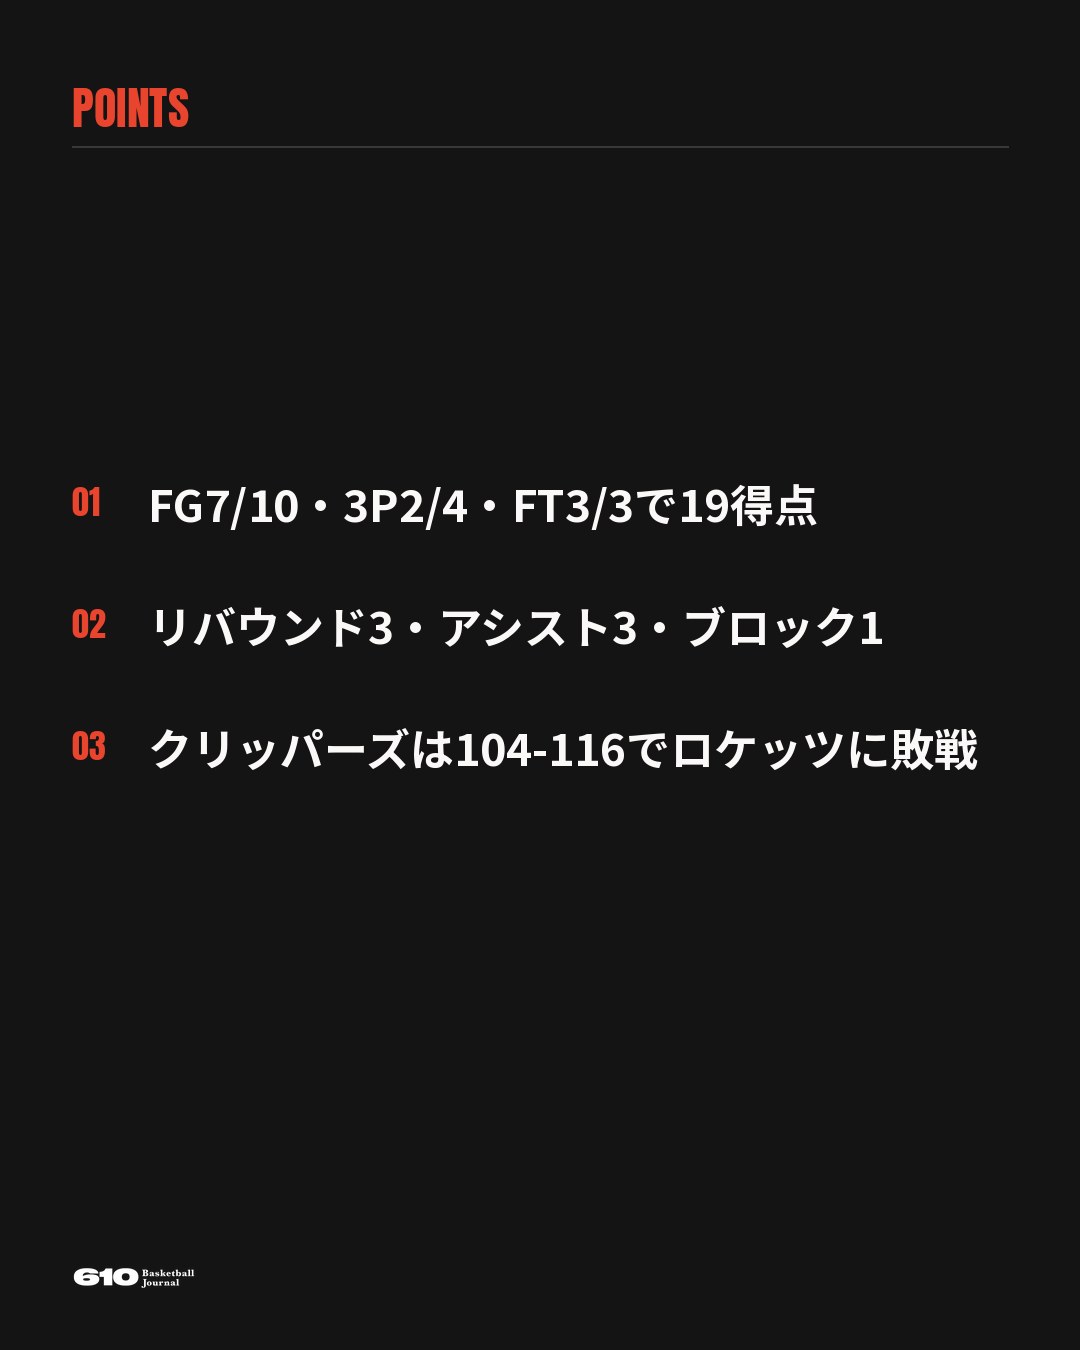 POINTS
01 FG7/10・3P2/4・FT3/3で19得点
02 リバウンド3・アシスト3・ブロック1
03 クリッパーズは104-116でロケッツに敗戦
610 Basketball
Journal